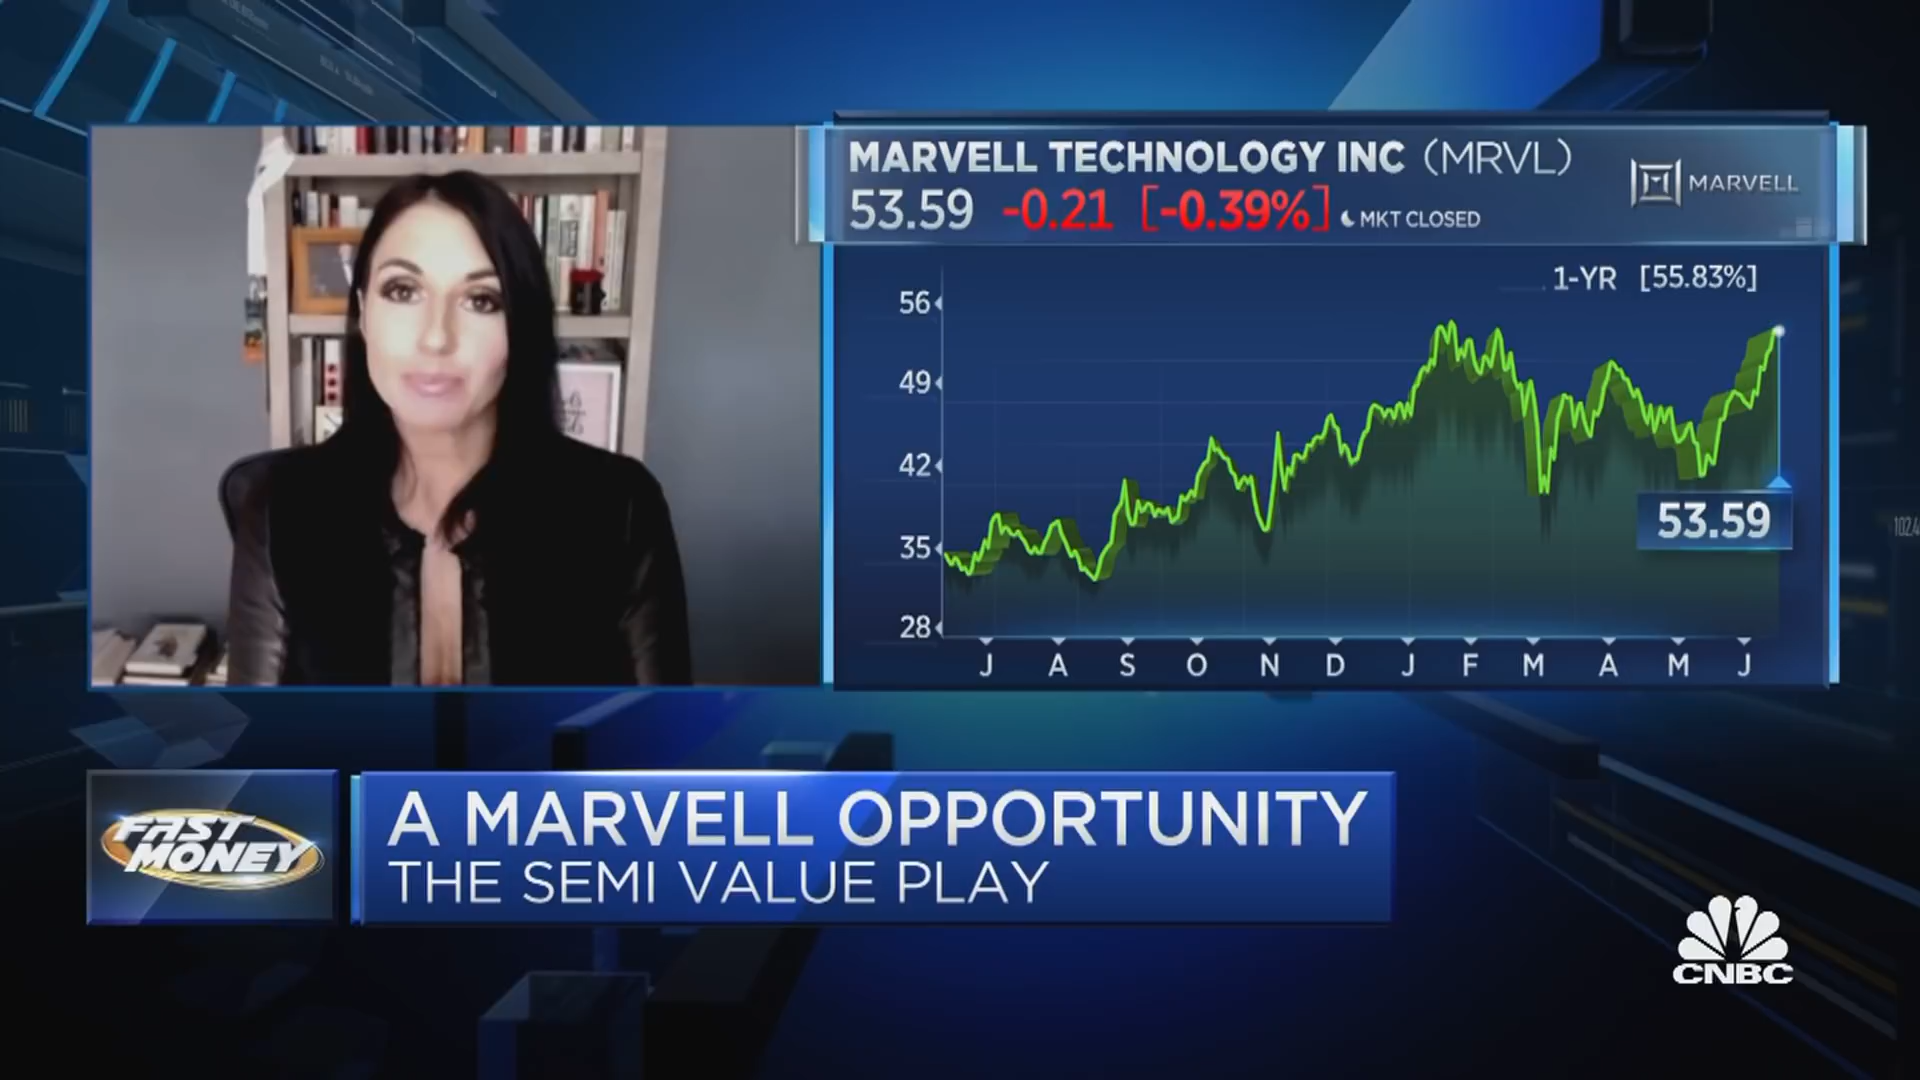 MARVELL TECHNOLOGY INC (MRVL)
53.59 -0.21 [-0.39%] MKT CLOSED
MARVELL
1-YR [55.83%]
56
49
42
35
28
53.59
J A S O N D J F M A M J
FAST
MONEY
A MARVELL OPPORTUNITY
THE SEMI VALUE PLAY
CNBC